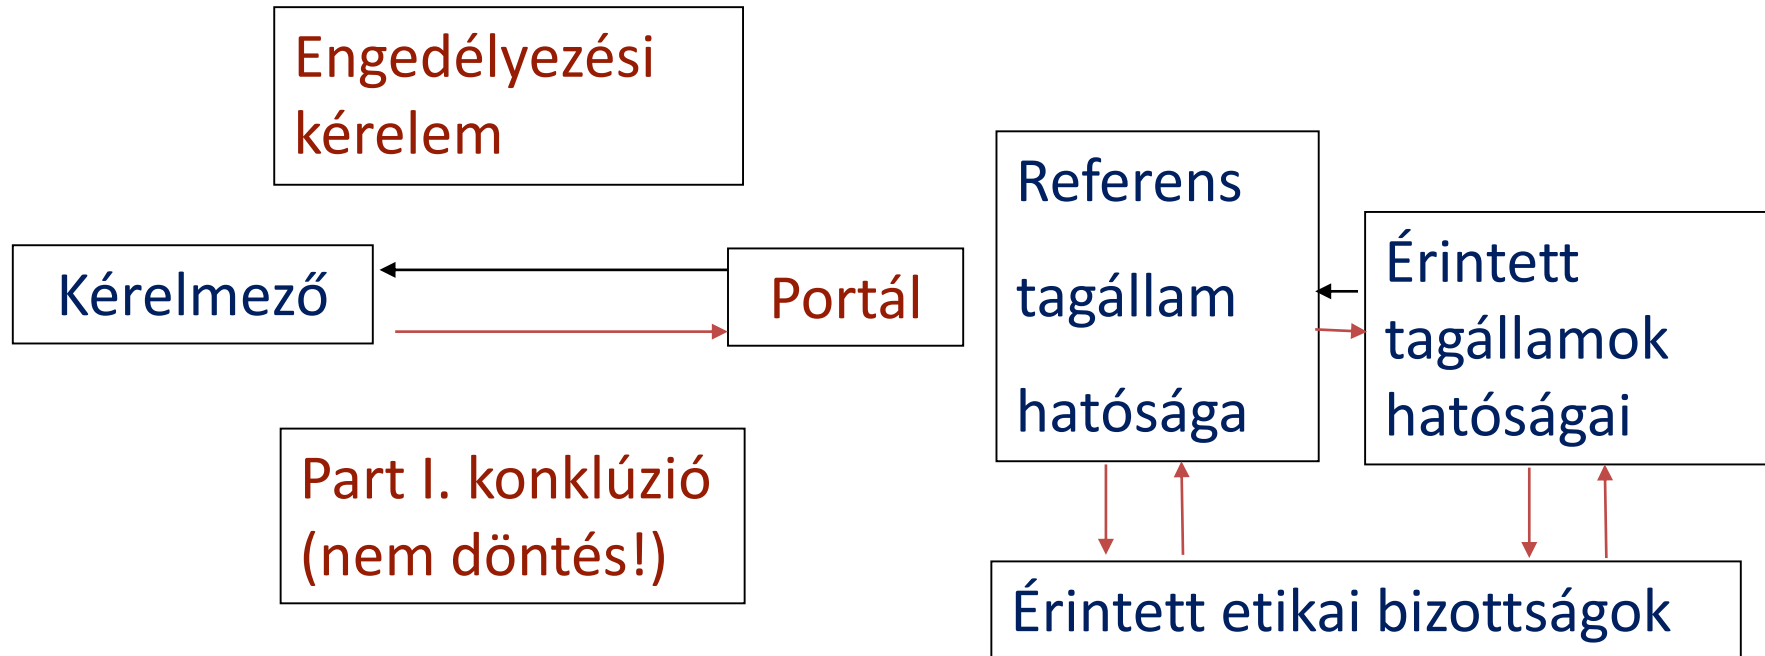 Engedélyezési
kérelem
Kérelmező
Portál
Referens
tagállam
hatósága
Érintett
tagállamok
hatóságai
Part I. konklúzió
(nem döntés!)
Érintett etikai bizottságok